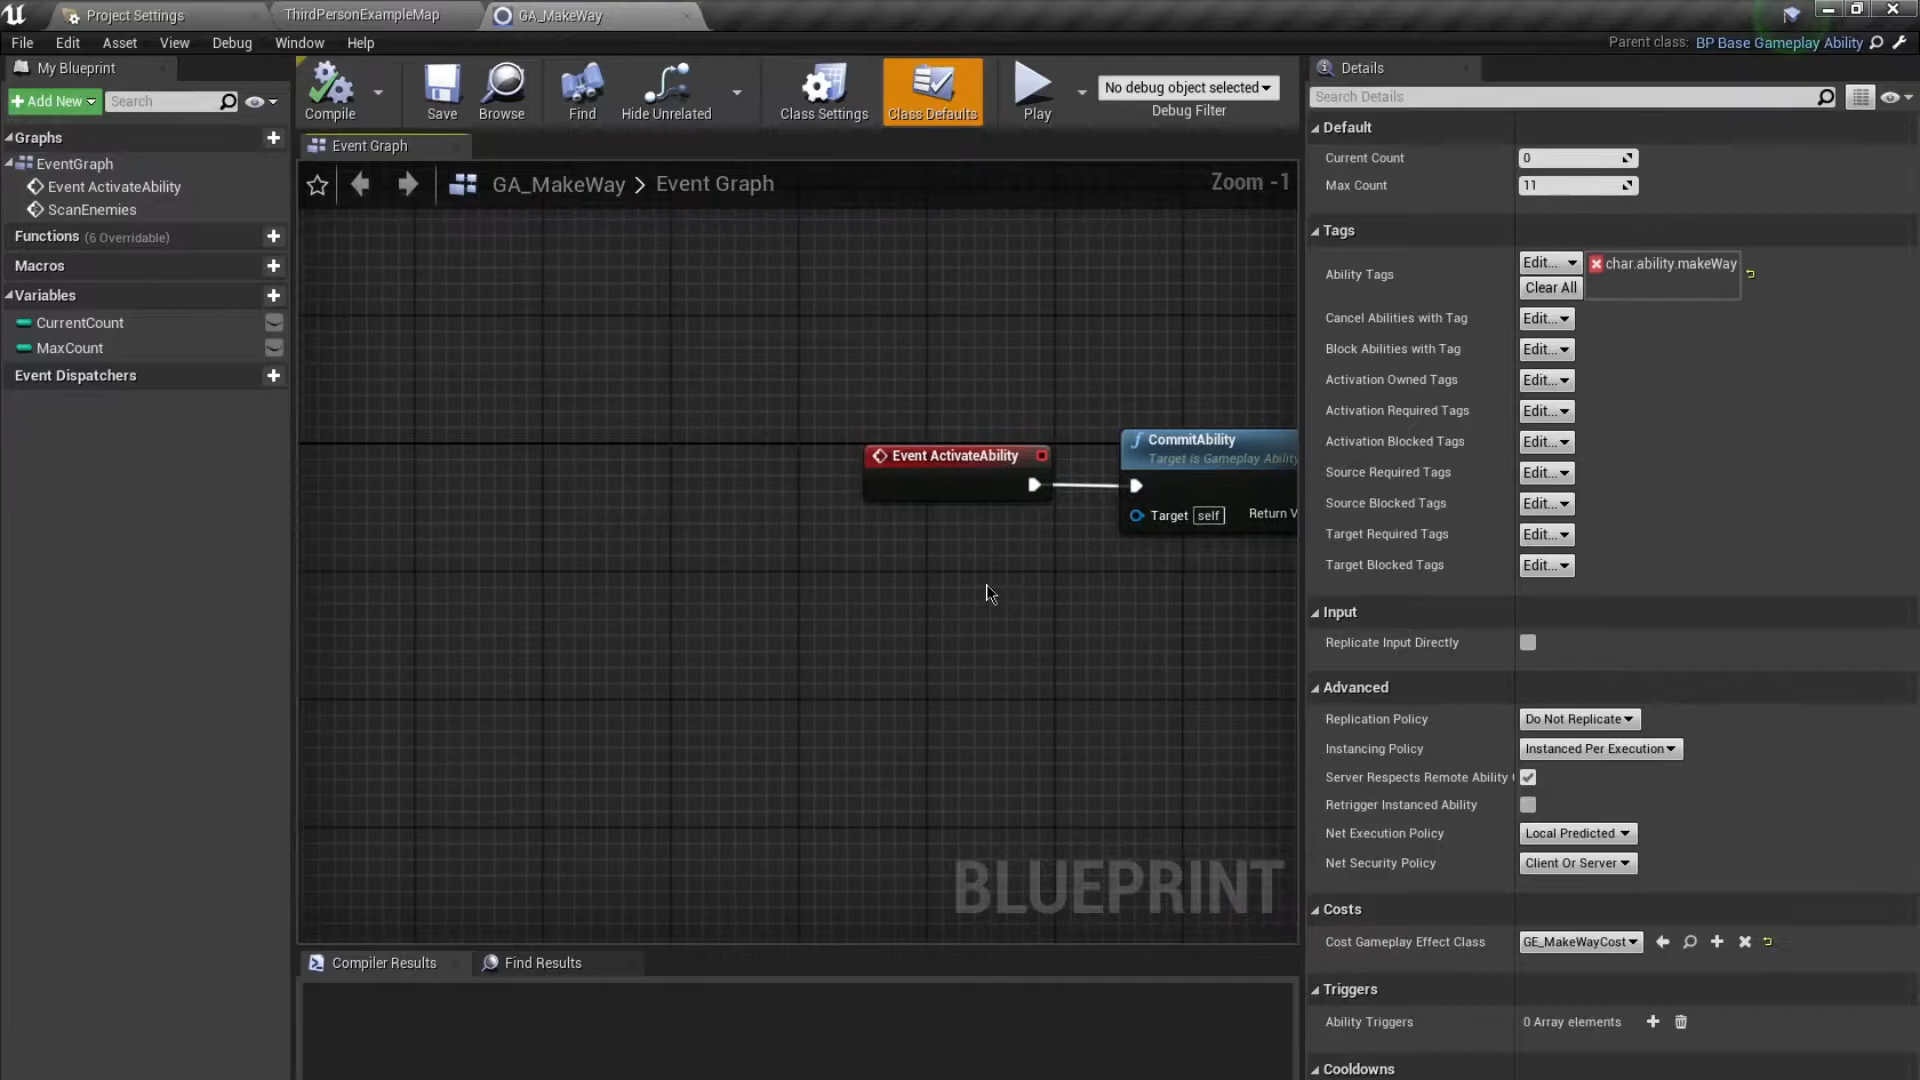 Project Settings
ThirdPersonExampleMap
GA_MakeWay
File Edit Asset View Debug Window Help
Parent class: BP Base Gameplay Ability
My Blueprint
Add New
Search
Graphs
EventGraph
Event ActivateAbility
ScanEnemies
Functions (6 Overridable)
Macros
Variables
CurrentCount
MaxCount
Event Dispatchers
Compile
Save
Browse
Find
Hide Unrelated
Class Settings
Class Defaults
Play
No debug object selected
Debug Filter
Event Graph
GA_MakeWay > Event Graph
Zoom -1
Event ActivateAbility
CommitAbility
Target is Gameplay Ability
Target self
Return V
BLUEPRINT
Compiler Results
Find Results
Details
Search Details
Default
Current Count 0
Max Count 11
Tags
Ability Tags Edit... char.ability.makeWay
Clear All
Cancel Abilities with Tag Edit...
Block Abilities with Tag Edit...
Activation Owned Tags Edit...
Activation Required Tags Edit...
Activation Blocked Tags Edit...
Source Required Tags Edit...
Source Blocked Tags Edit...
Target Required Tags Edit...
Target Blocked Tags Edit...
Input
Replicate Input Directly
Advanced
Replication Policy Do Not Replicate
Instancing Policy Instanced Per Execution
Server Respects Remote Ability
Retrigger Instanced Ability
Net Execution Policy Local Predicted
Net Security Policy Client Or Server
Costs
Cost Gameplay Effect Class GE_MakeWayCost
Triggers
Ability Triggers 0 Array elements
Cooldowns